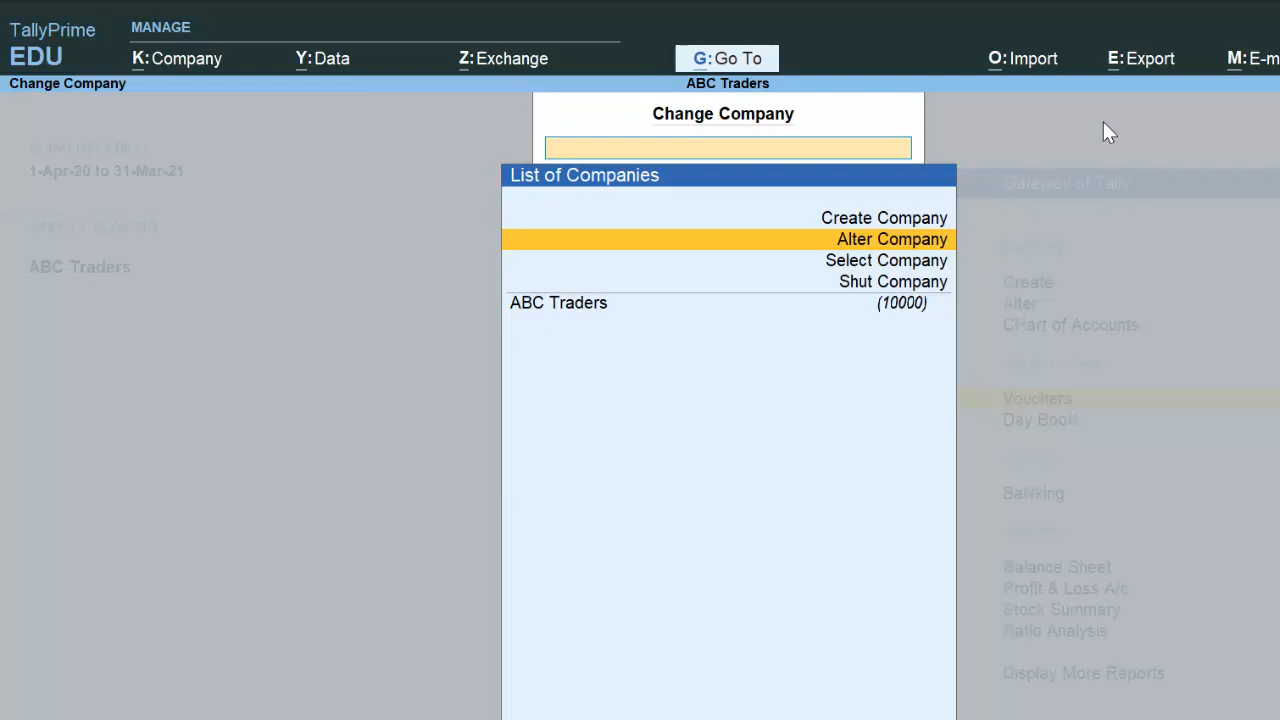 TallyPrime
EDU
MANAGE
K:Company Y:Data Z:Exchange G:Go To O:Import E:Export M:E-m
Change Company ABC Traders
Change Company
List of Companies
Create Company
Alter Company
Select Company
Shut Company
ABC Traders (10000)
1-Apr-20 to 31-Mar-21
ABC Traders
Gateway of Tally
Create
Alter
CHart of Accounts
Vouchers
Day BooK
BaNking
Balance Sheet
Profit & Loss A/c
Stock Summary
Ratio Analysis
Display More Reports